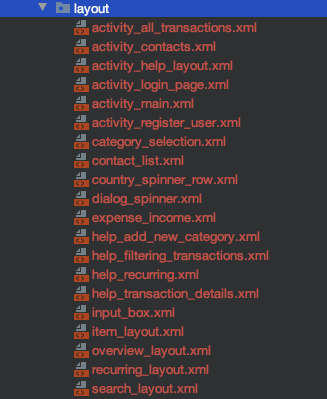 layout
activity_all_transactions.xml
activity_contacts.xml
activity_help_layout.xml
activity_login_page.xml
activity_main.xml
activity_register_user.xml
category_selection.xml
contact_list.xml
country_spinner_row.xml
dialog_spinner.xml
expense_income.xml
help_add_new_category.xml
help_filtering_transactions.xml
help_recurring.xml
help_transaction_details.xml
input_box.xml
item_layout.xml
overview_layout.xml
recurring_layout.xml
search_layout.xml